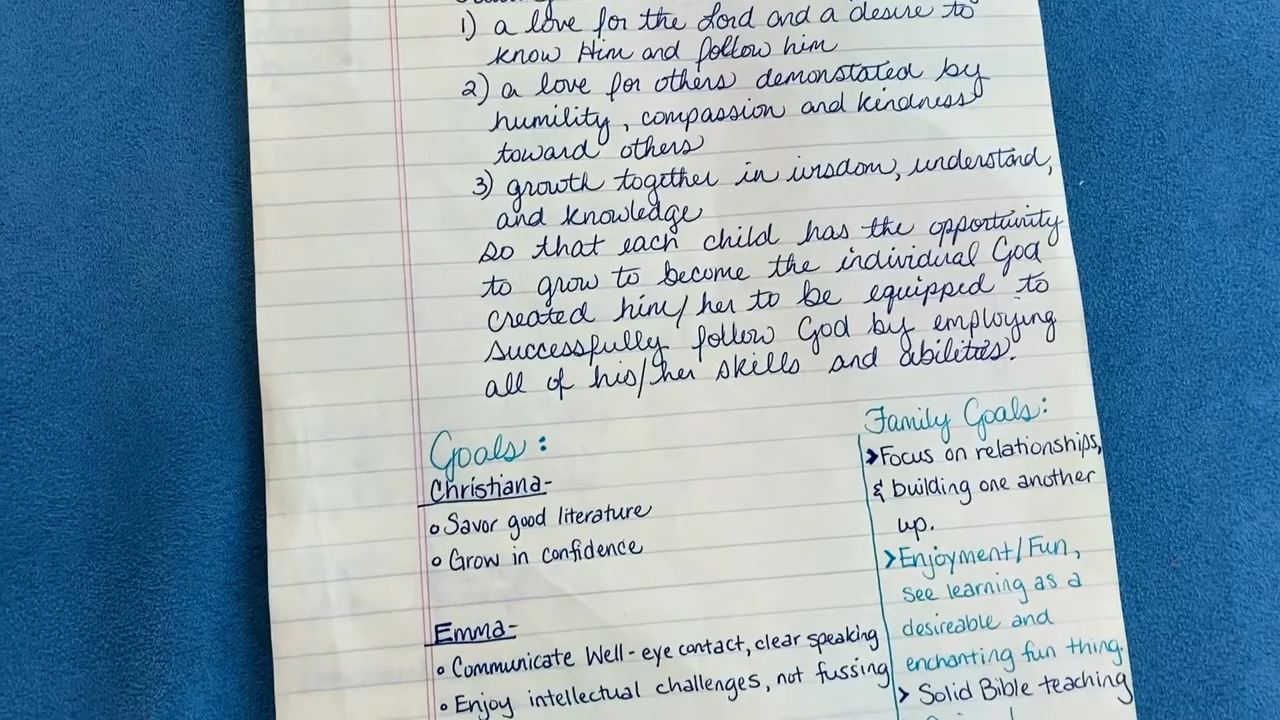 1) a love for the Lord and a desire to
know Him and follow him
2) a love for others demonstated by
humility, compassion and kindness
toward others
3) growth together in wisdom, understand,
and knowledge
so that each child has the opportunity
to grow to become the individual God
created him/her to be equipped to
successfully follow God by employing
all of his/her skills and abilities.
Goals:
Christiana-
o Savor good literature
o Grow in confidence
Emma-
o Communicate Well-eye contact, clear speaking
o Enjoy intellectual challenges, not fussing
Family Goals:
> Focus on relationships,
& building one another
up.
> Enjoyment/Fun,
see learning as a
desireable and
enchanting fun thing.
> Solid Bible teaching